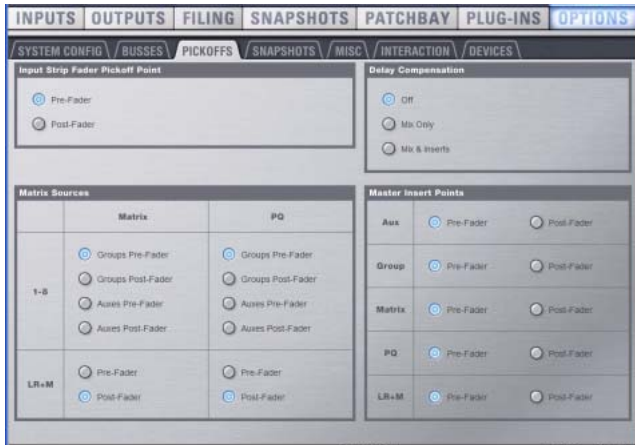 INPUTS OUTPUTS FILING SNAPSHOTS PATCHBAY PLUG-INS OPTIONS
SYSTEM CONFIG BUSSES PICKOFFS SNAPSHOTS MISC INTERACTION DEVICES
Input Strip Fader Pickoff Point
Pre-Fader
Post-Fader
Delay Compensation
Off
Mix Only
Mix & Inserts
Matrix Sources
Matrix PQ
1-8
Groups Pre-Fader Groups Pre-Fader
Groups Post-Fader Groups Post-Fader
Auxes Pre-Fader Auxes Pre-Fader
Auxes Post-Fader Auxes Post-Fader
LR+M
Pre-Fader Pre-Fader
Post-Fader Post-Fader
Master Insert Points
Aux Pre-Fader Post-Fader
Group Pre-Fader Post-Fader
Matrix Pre-Fader Post-Fader
PQ Pre-Fader Post-Fader
LR+M Pre-Fader Post-Fader